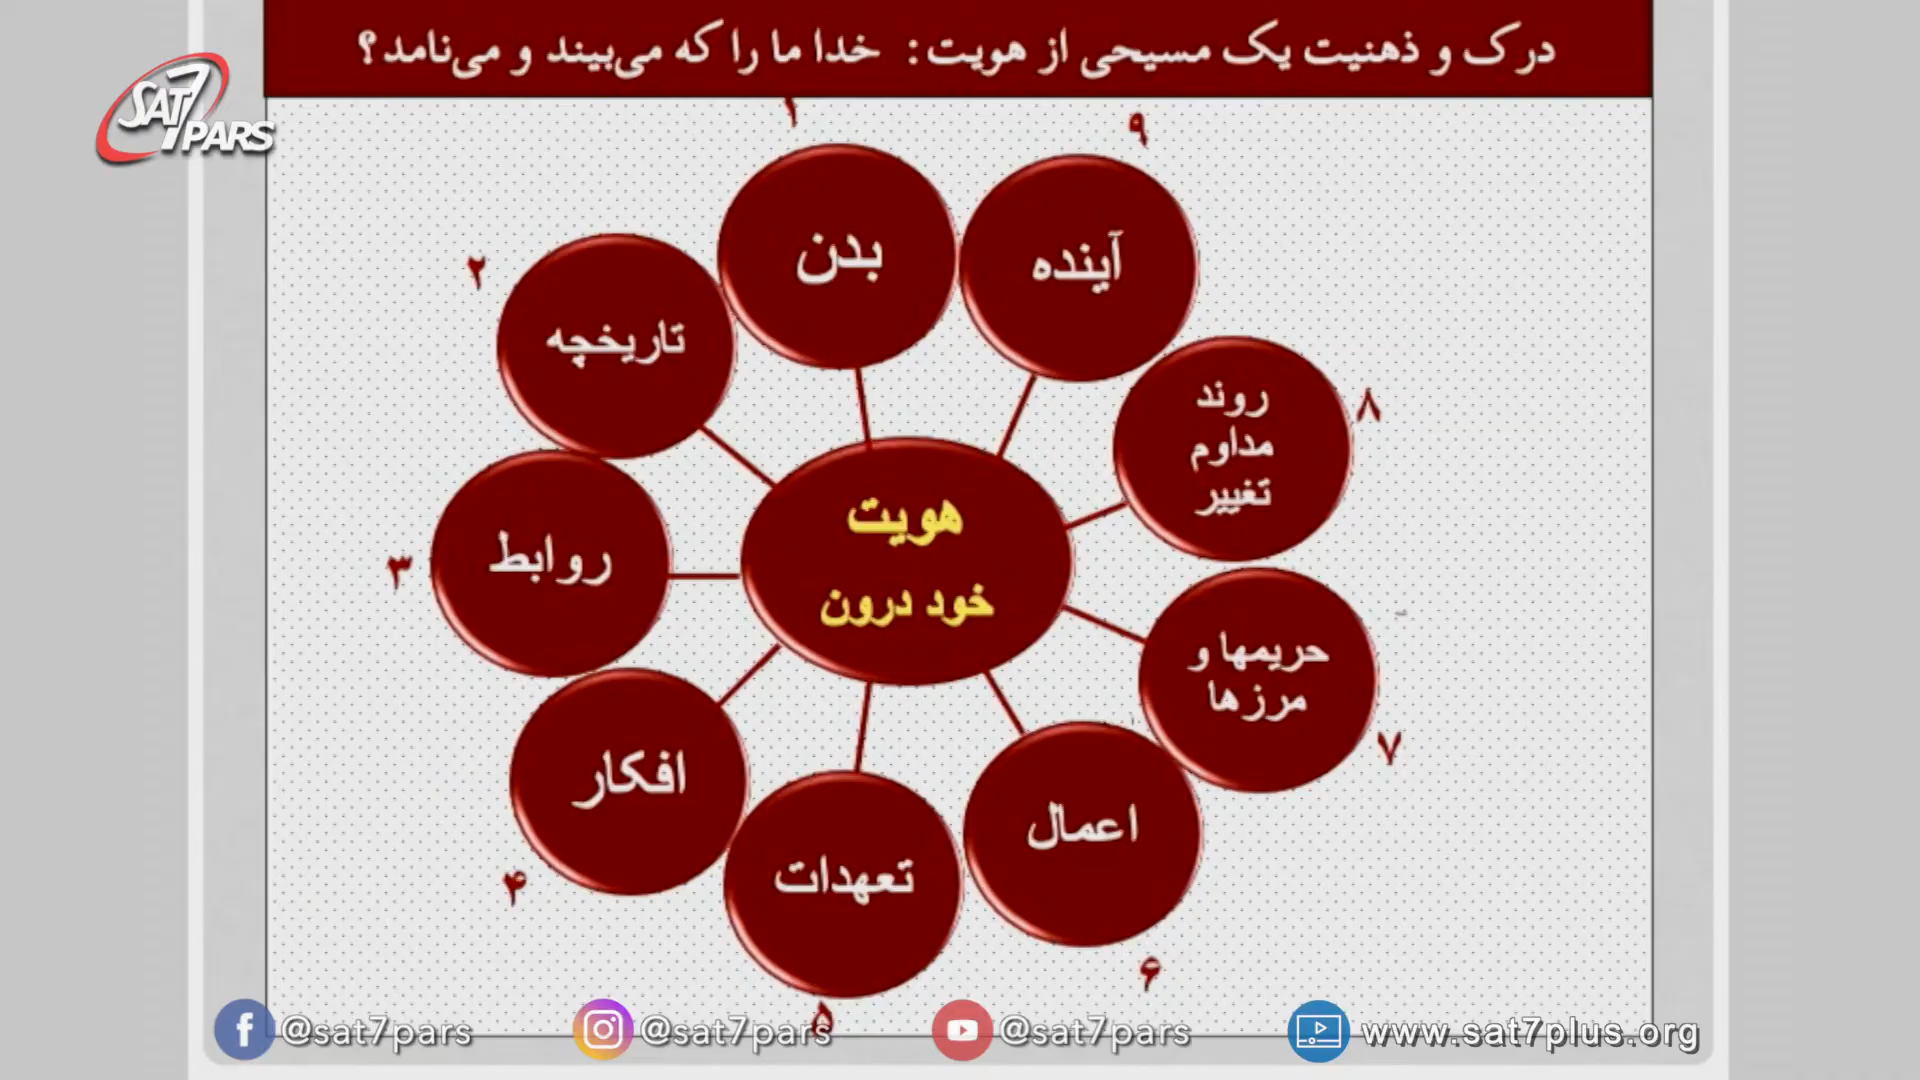 درک و ذهنیت یک مسیحی از هویت: خدا ما را که می‌بیند و می‌نامد؟
SAT7
PARS
هویت
خود درون
۱
بدن
۲
تاریخچه
۳
روابط
۴
افکار
۵
تعهدات
۶
اعمال
۷
حریمها و
مرزها
۸
روند
مداوم
تغییر
۹
آینده
@sat7pars
@sat7pars
@sat7pars
www.sat7plus.org